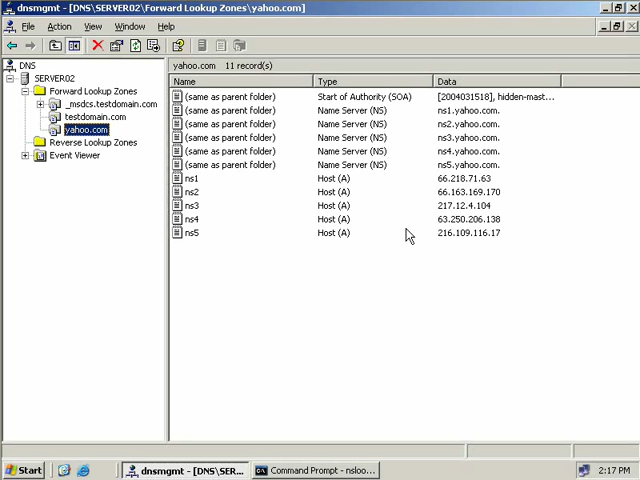 dnsmgmt - [DNS\SERVER02\Forward Lookup Zones\yahoo.com]
File Action View Window Help
DNS
SERVER02
Forward Lookup Zones
_msdcs.testdomain.com
testdomain.com
yahoo.com
Reverse Lookup Zones
Event Viewer
yahoo.com 11 record(s)
Name Type Data
(same as parent folder) Start of Authority (SOA) [2004031518], hidden-mast...
(same as parent folder) Name Server (NS) ns1.yahoo.com.
(same as parent folder) Name Server (NS) ns2.yahoo.com.
(same as parent folder) Name Server (NS) ns3.yahoo.com.
(same as parent folder) Name Server (NS) ns4.yahoo.com.
(same as parent folder) Name Server (NS) ns5.yahoo.com.
ns1 Host (A) 66.218.71.63
ns2 Host (A) 66.163.169.170
ns3 Host (A) 217.12.4.104
ns4 Host (A) 63.250.206.138
ns5 Host (A) 216.109.116.17
Start dnsmgmt - [DNS\SER... Command Prompt - nsloo... 2:17 PM